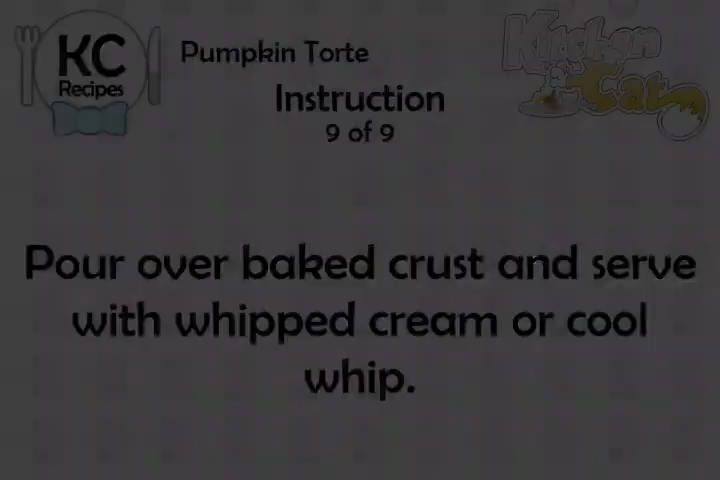 KC
Recipes
Pumpkin Torte
Instruction
9 of 9
Kitchen
Cat
Pour over baked crust and serve
with whipped cream or cool
whip.